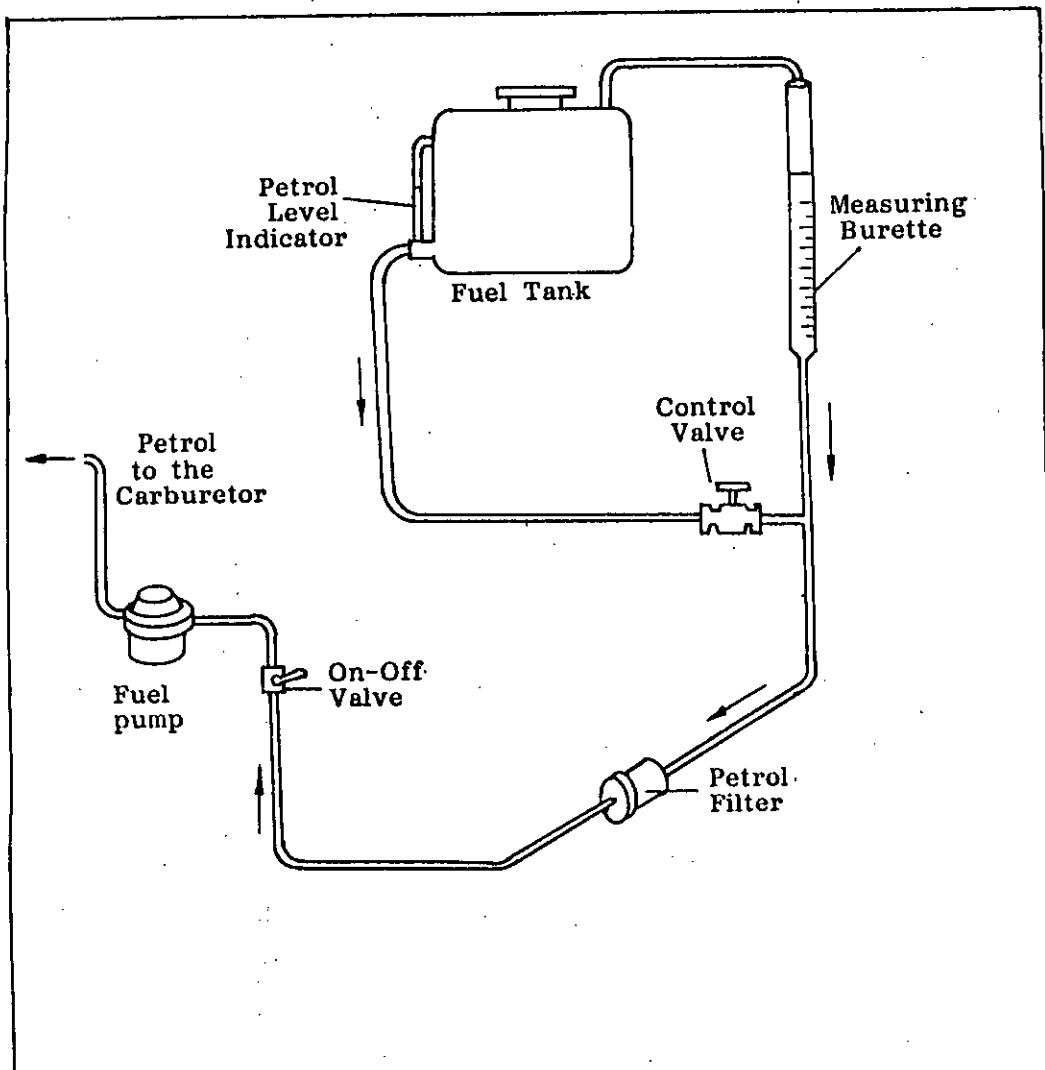 Petrol
Level
Indicator
Fuel Tank
Measuring
Burette
Control
Valve
Petrol
to the
Carburetor
Fuel
pump
On-Off
Valve
Petrol
Filter